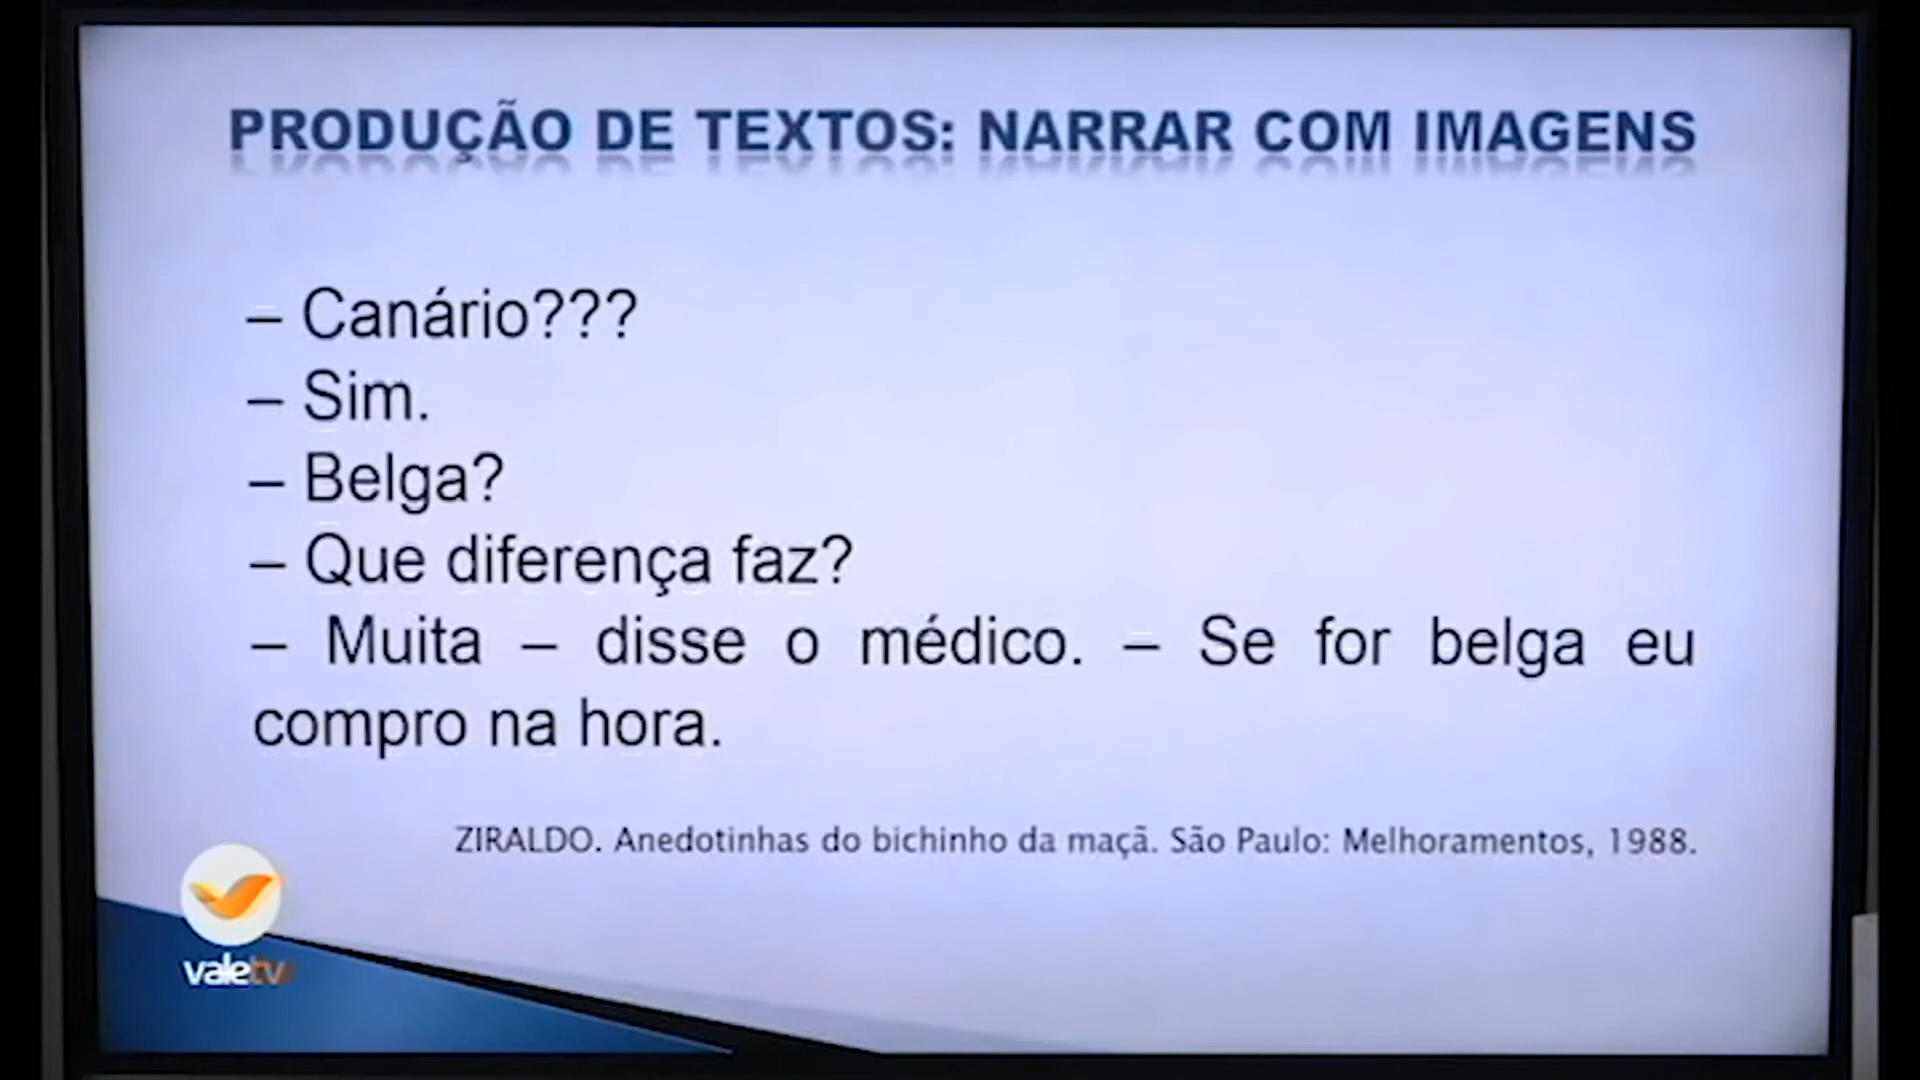 PRODUÇÃO DE TEXTOS: NARRAR COM IMAGENS
– Canário???
– Sim.
– Belga?
– Que diferença faz?
– Muita – disse o médico. – Se for belga eu
compro na hora.
ZIRALDO. Anedotinhas do bichinho da maçã. São Paulo: Melhoramentos, 1988.
valetv